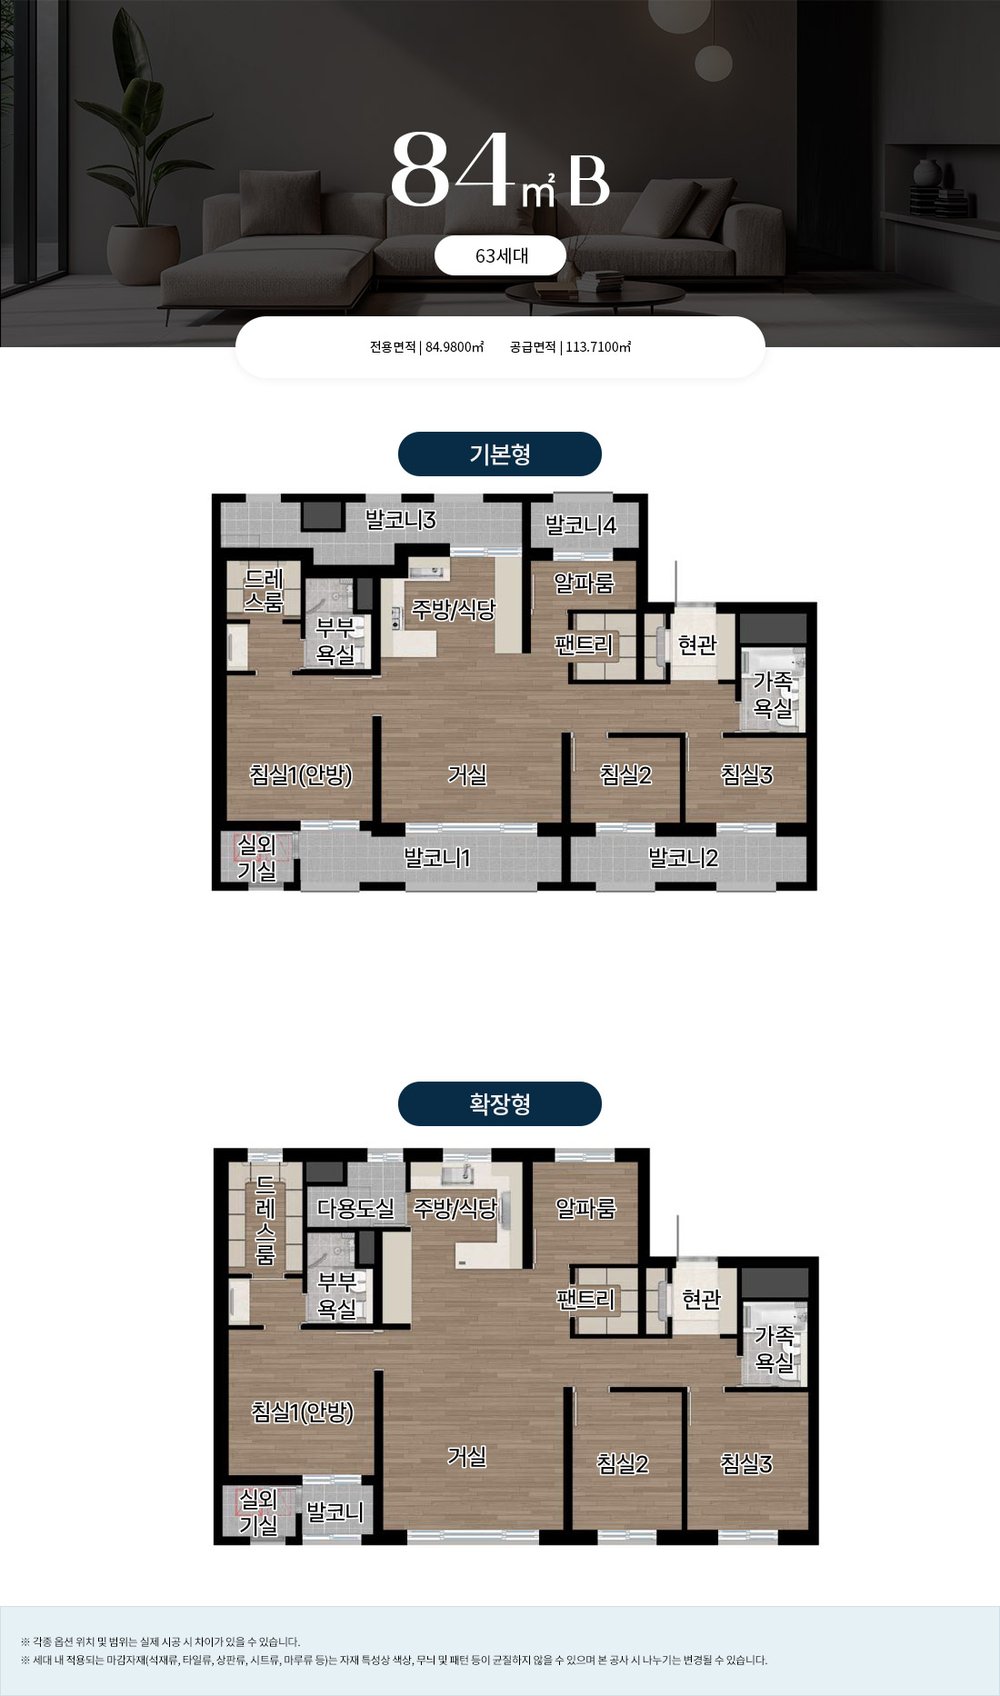 84㎡ B
63세대
전용면적 | 84.9800㎡ 공급면적 | 113.7100㎡
기본형
발코니3
발코니4
드레
스룸
부부
욕실
주방/식당
알파룸
팬트리
현관
가족
욕실
침실1(안방)
거실
침실2
침실3
실외
기실
발코니1
발코니2
확장형
드
레
스
룸
다용도실
주방/식당
알파룸
부부
욕실
팬트리
현관
가족
욕실
침실1(안방)
거실
침실2
침실3
실외
기실
발코니
※ 각종 옵션 위치 및 범위는 실제 시공 시 차이가 있을 수 있습니다.
※ 세대 내 적용되는 마감자재(석재류, 타일류, 상판류, 시트류, 마루류 등)는 자재 특성상 색상, 무늬 및 패턴 등이 균질하지 않을 수 있으며 본 공사 시 나누기는 변경될 수 있습니다.